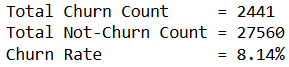 Total Churn Count     = 2441
Total Not-Churn Count = 27560
Churn Rate            = 8.14%